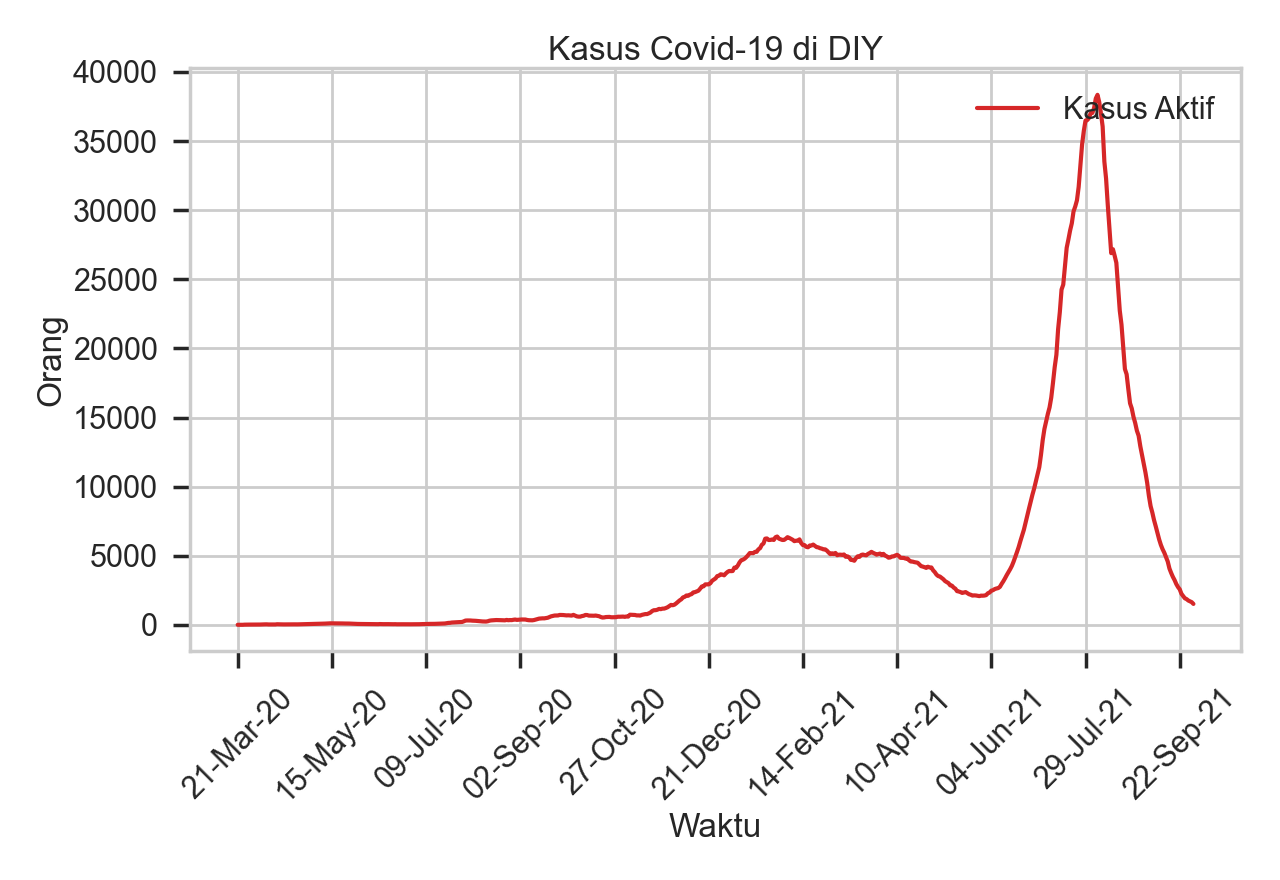 Kasus Covid-19 di DIY
40000
35000
30000
25000
20000
15000
10000
5000
0
Orang
Kasus Aktif
21-Mar-20
15-May-20
09-Jul-20
02-Sep-20
27-Oct-20
21-Dec-20
14-Feb-21
10-Apr-21
04-Jun-21
29-Jul-21
22-Sep-21
Waktu